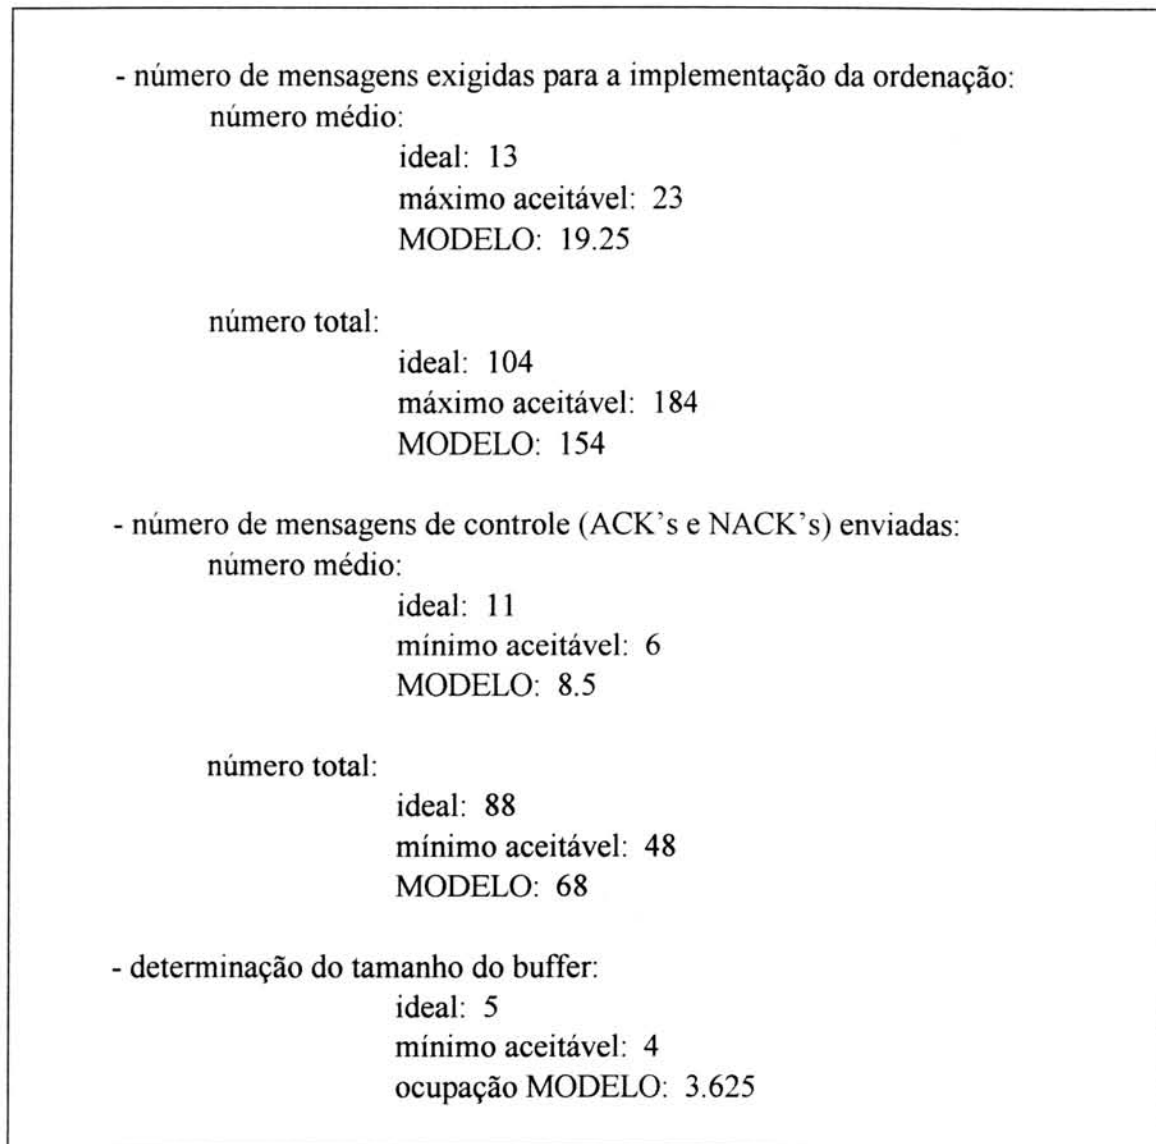 - número de mensagens exigidas para a implementação da ordenação:
número médio:
ideal: 13
máximo aceitável: 23
MODELO: 19.25
número total:
ideal: 104
máximo aceitável: 184
MODELO: 154
- número de mensagens de controle (ACK's e NACK's) enviadas:
número médio:
ideal: 11
mínimo aceitável: 6
MODELO: 8.5
número total:
ideal: 88
mínimo aceitável: 48
MODELO: 68
- determinação do tamanho do buffer:
ideal: 5
mínimo aceitável: 4
ocupação MODELO: 3.625